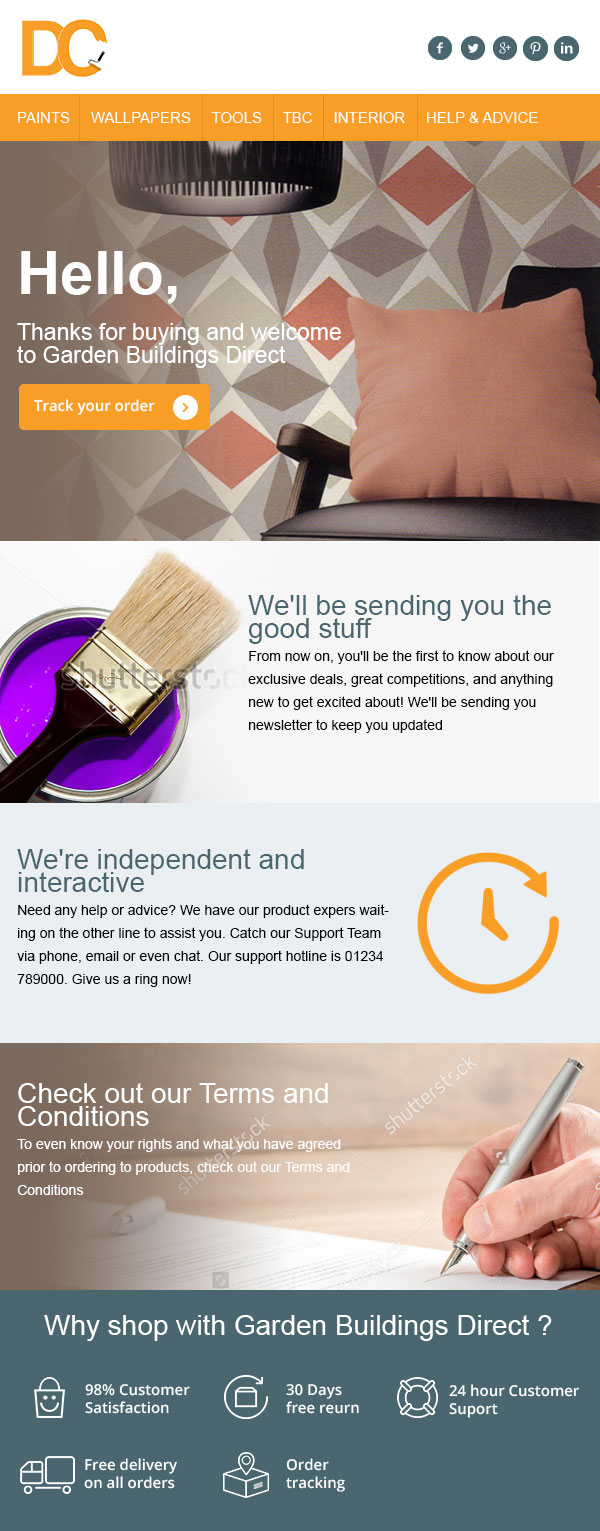 DC
PAINTS WALLPAPERS TOOLS TBC INTERIOR HELP & ADVICE
Hello,
Thanks for buying and welcome
to Garden Buildings Direct
Track your order
We'll be sending you the
good stuff
From now on, you'll be the first to know about our
exclusive deals, great competitions, and anything
new to get excited about! We'll be sending you
newsletter to keep you updated
shutterstock
We're independent and
interactive
Need any help or advice? We have our product expers wait-
ing on the other line to assist you. Catch our Support Team
via phone, email or even chat. Our support hotline is 01234
789000. Give us a ring now!
Check out our Terms and
Conditions
To even know your rights and what you have agreed
prior to ordering to products, check out our Terms and
Conditions
shutterstock
shutterstock
Why shop with Garden Buildings Direct ?
98% Customer
Satisfaction
30 Days
free reurn
24 hour Customer
Suport
Free delivery
on all orders
Order
tracking